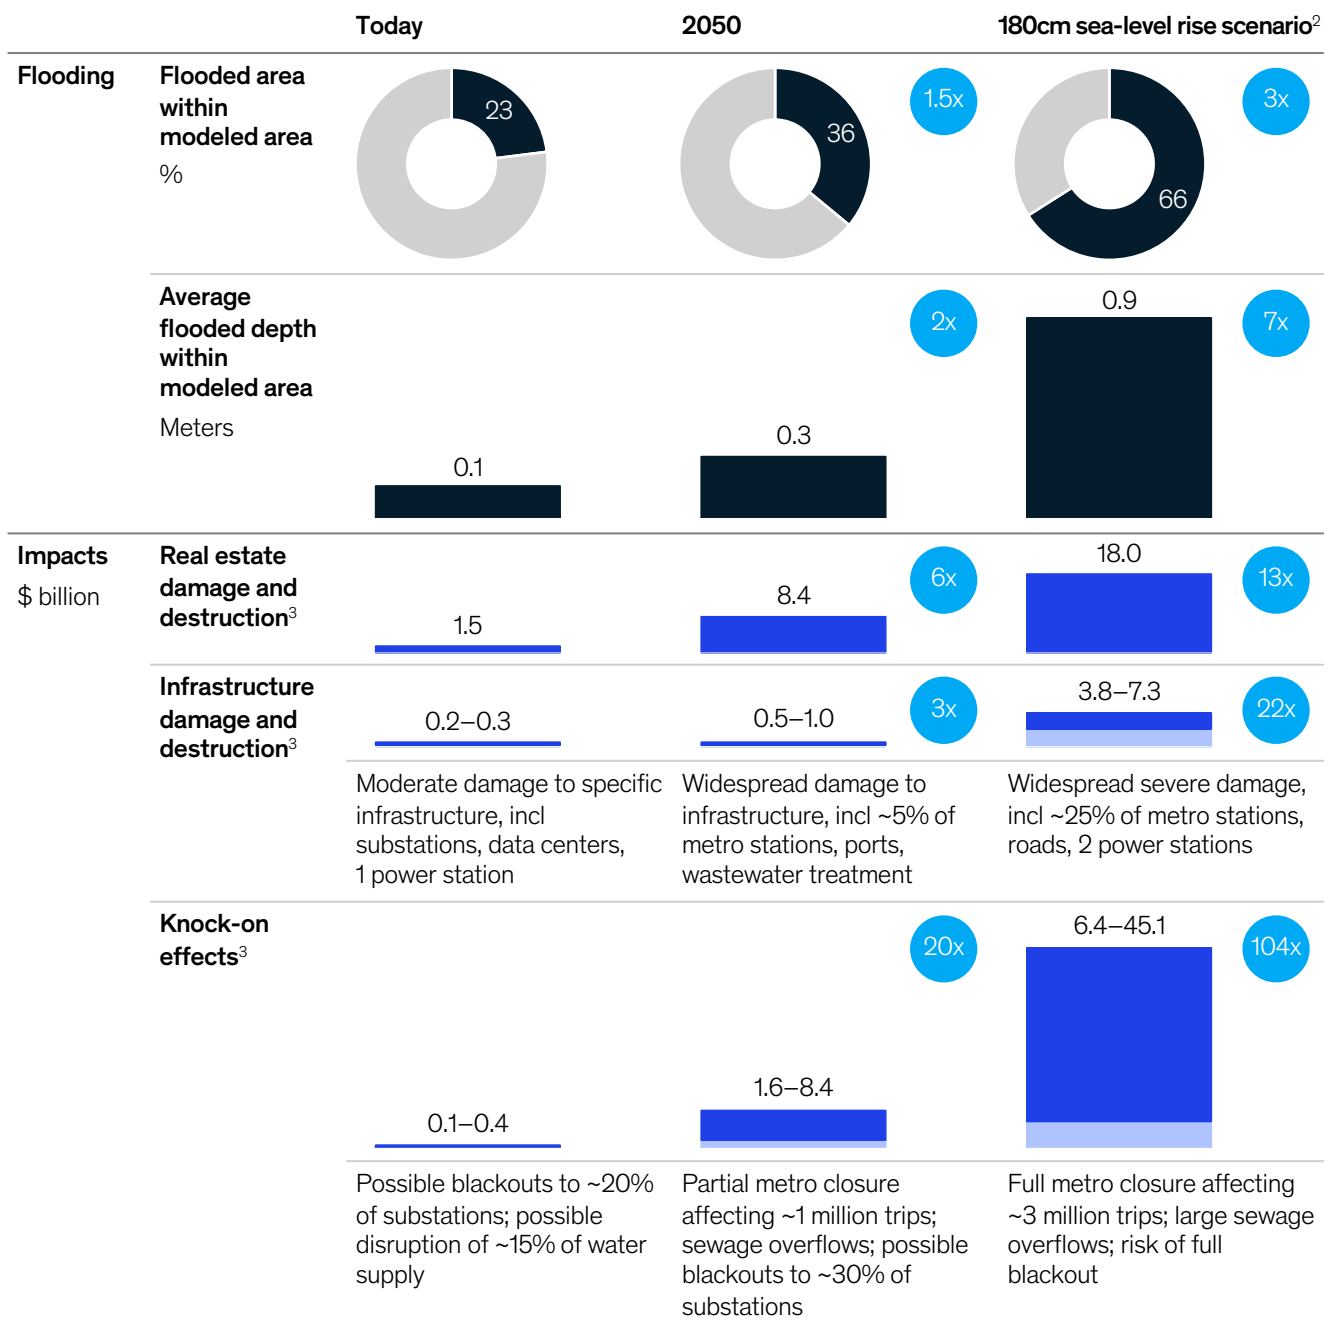 Today
2050
180cm sea-level rise scenario²
Flooding
Flooded area
within
modeled area
%
23
36
1.5x
66
3x
Average
flooded depth
within
modeled area
Meters
0.1
0.3
2x
0.9
7x
Impacts
$ billion
Real estate
damage and
destruction³
1.5
8.4
6x
18.0
13x
Infrastructure
damage and
destruction³
0.2–0.3
0.5–1.0
3x
3.8–7.3
22x
Moderate damage to specific
infrastructure, incl
substations, data centers,
1 power station
Widespread damage to
infrastructure, incl ~5% of
metro stations, ports,
wastewater treatment
Widespread severe damage,
incl ~25% of metro stations,
roads, 2 power stations
Knock-on
effects³
0.1–0.4
1.6–8.4
20x
6.4–45.1
104x
Possible blackouts to ~20%
of substations; possible
disruption of ~15% of water
supply
Partial metro closure
affecting ~1 million trips;
sewage overflows; possible
blackouts to ~30% of
substations
Full metro closure affecting
~3 million trips; large sewage
overflows; risk of full
blackout